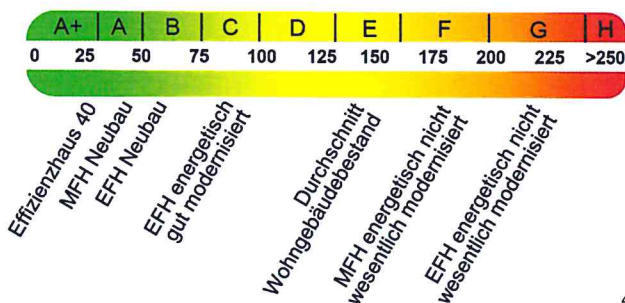 A+ A B C D E F G H
0 25 50 75 100 125 150 175 200 225 >250
Effizienzhaus 40
MFH Neubau
EFH Neubau
EFH energetisch
gut modernisiert
Durchschnitt
Wohngebäudebestand
MFH energetisch nicht
wesentlich modernisiert
EFH energetisch nicht
wesentlich modernisiert